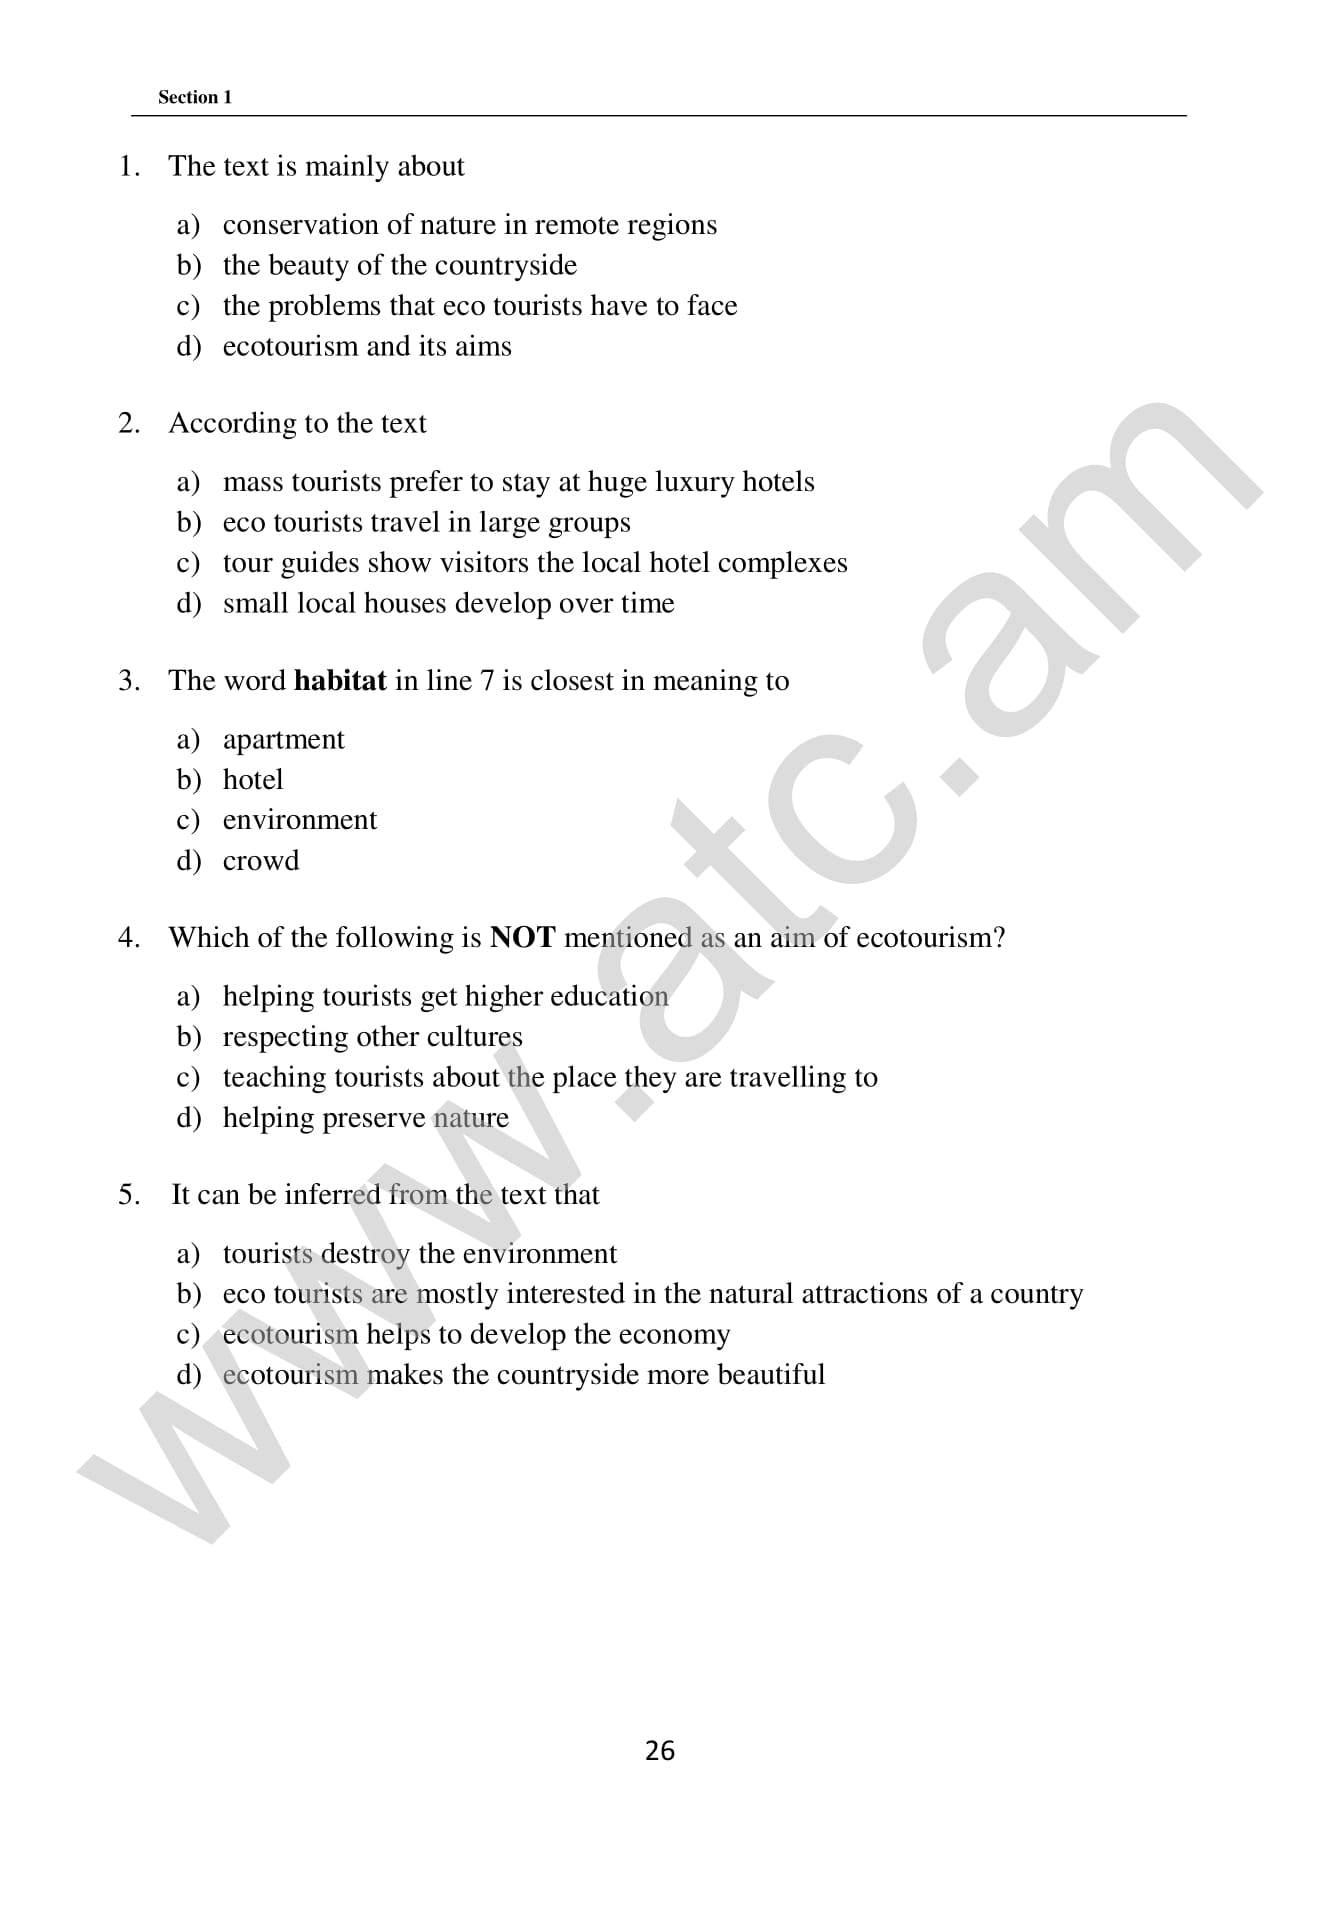 Section 1
1. The text is mainly about
a) conservation of nature in remote regions
b) the beauty of the countryside
c) the problems that eco tourists have to face
d) ecotourism and its aims
2. According to the text
a) mass tourists prefer to stay at huge luxury hotels
b) eco tourists travel in large groups
c) tour guides show visitors the local hotel complexes
d) small local houses develop over time
3. The word habitat in line 7 is closest in meaning to
a) apartment
b) hotel
c) environment
d) crowd
4. Which of the following is NOT mentioned as an aim of ecotourism?
a) helping tourists get higher education
b) respecting other cultures
c) teaching tourists about the place they are travelling to
d) helping preserve nature
5. It can be inferred from the text that
a) tourists destroy the environment
b) eco tourists are mostly interested in the natural attractions of a country
c) ecotourism helps to develop the economy
d) ecotourism makes the countryside more beautiful
26
www.atc.am